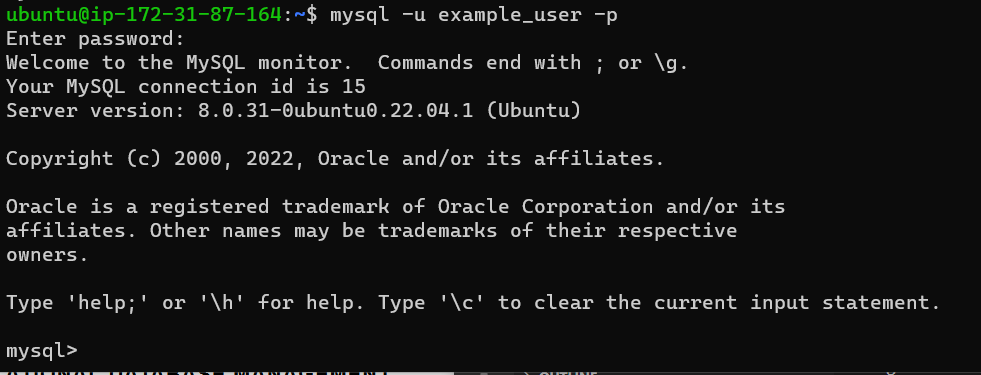 ubuntu@ip-172-31-87-164:~$ mysql -u example_user -p
Enter password:
Welcome to the MySQL monitor.  Commands end with ; or \g.
Your MySQL connection id is 15
Server version: 8.0.31-0ubuntu0.22.04.1 (Ubuntu)

Copyright (c) 2000, 2022, Oracle and/or its affiliates.

Oracle is a registered trademark of Oracle Corporation and/or its
affiliates. Other names may be trademarks of their respective
owners.

Type 'help;' or '\h' for help. Type '\c' to clear the current input statement.

mysql>